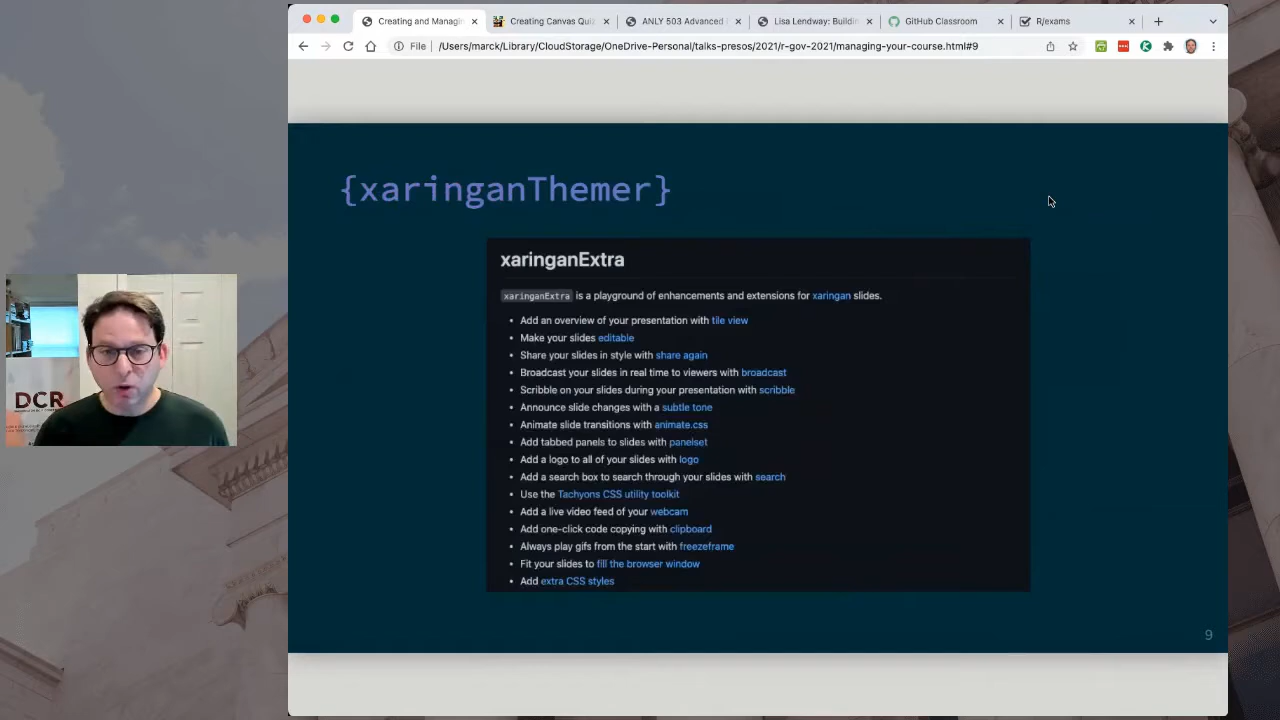 Creating and Managin
Creating Canvas Quiz
ANLY 503 Advanced
Lisa Lendway: Buildin
GitHub Classroom
R/exams
File
/Users/marck/Library/CloudStorage/OneDrive-Personal/talks-presos/2021/r-gov-2021/managing-your-course.html#9
{xaringanThemer}
xaringanExtra
xaringanExtra is a playground of enhancements and extensions for xaringan slides.
• Add an overview of your presentation with tile view
• Make your slides editable
• Share your slides in style with share again
• Broadcast your slides in real time to viewers with broadcast
• Scribble on your slides during your presentation with scribble
• Announce slide changes with a subtle tone
• Animate slide transitions with animate.css
• Add tabbed panels to slides with panelset
• Add a logo to all of your slides with logo
• Add a search box to search through your slides with search
• Use the Tachyons CSS utility toolkit
• Add a live video feed of your webcam
• Add one-click code copying with clipboard
• Always play gifs from the start with freezeframe
• Fit your slides to fill the browser window
• Add extra CSS styles
9
DCR